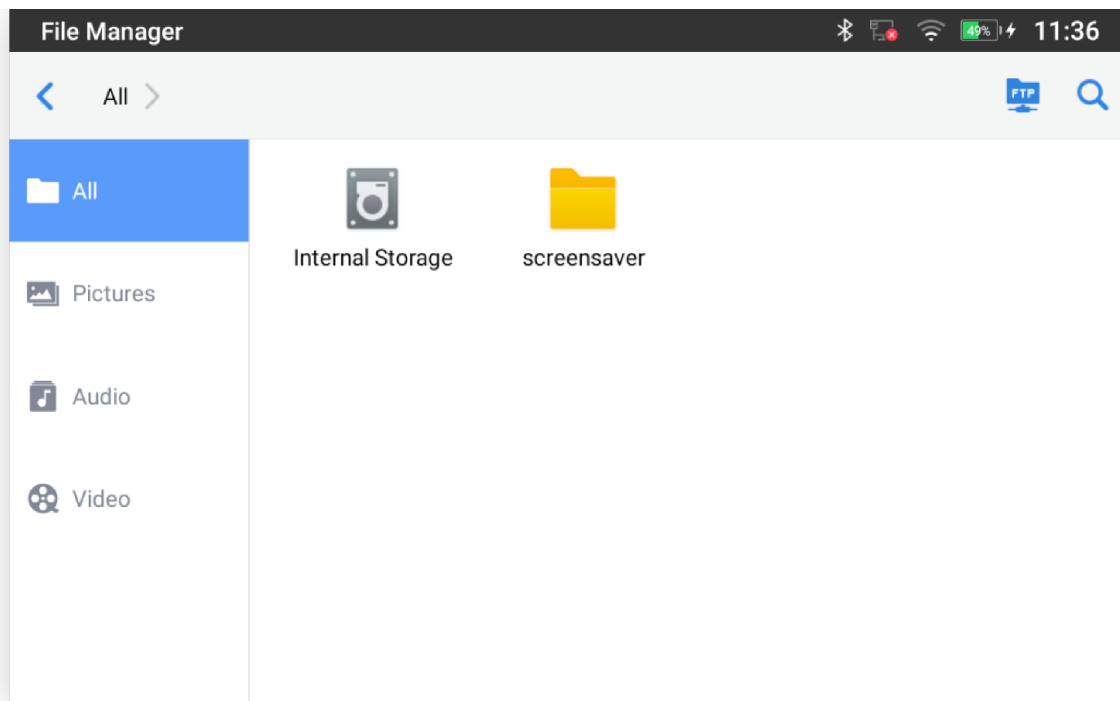 File Manager
49%
11:36
All
FTP
All
Internal Storage
screensaver
Pictures
Audio
Video